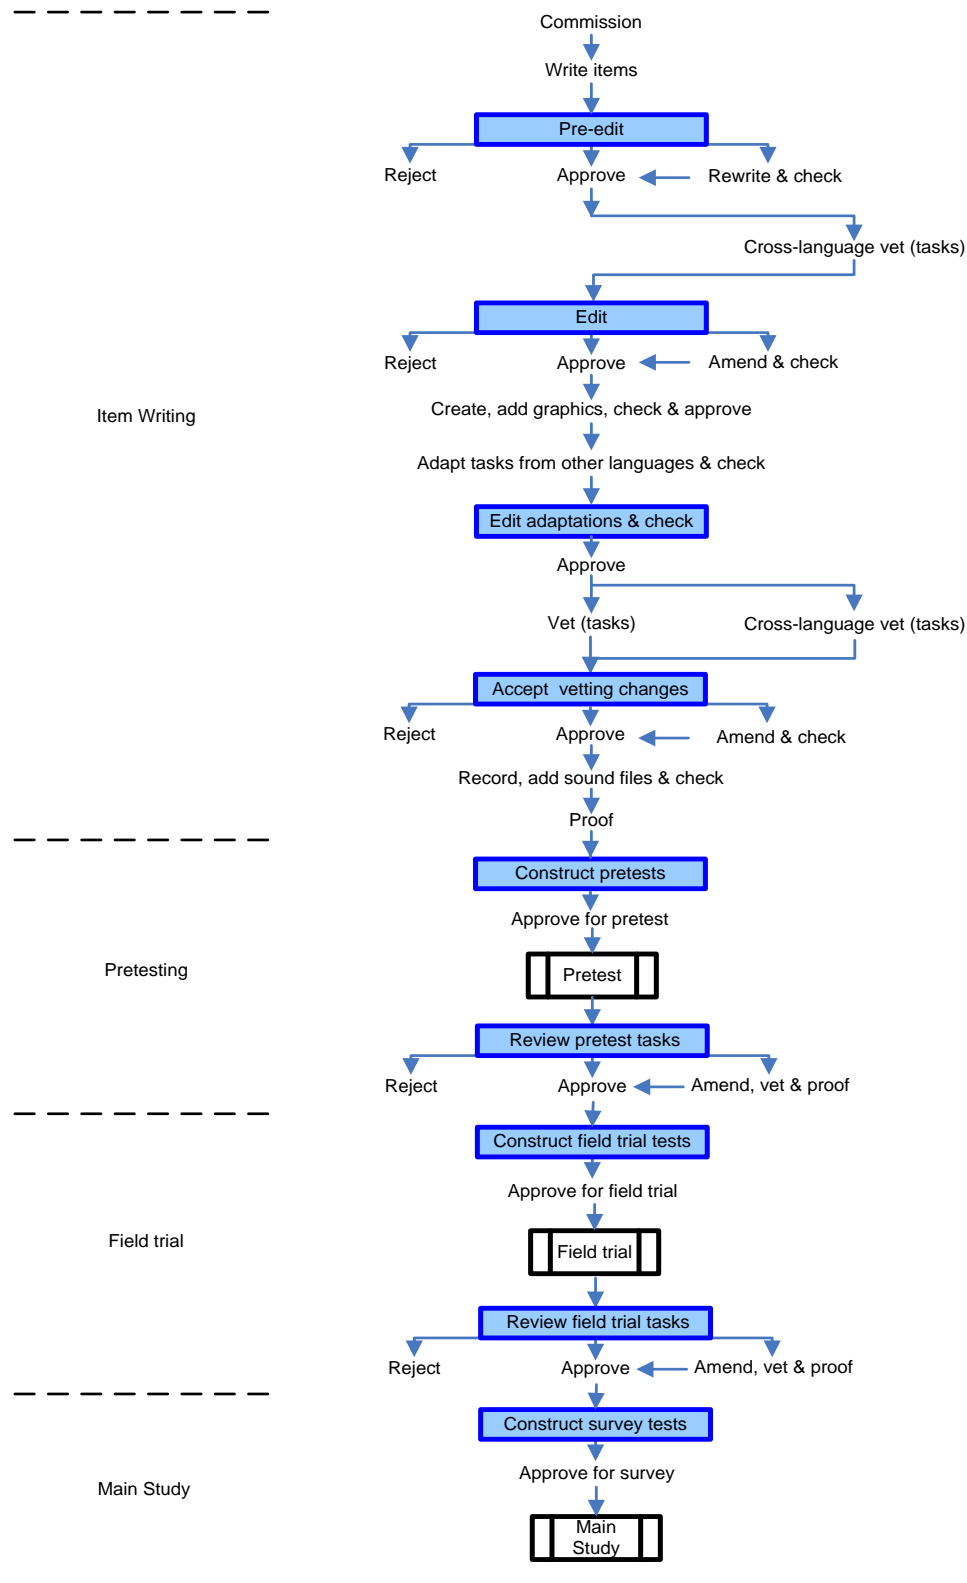 Commission
Write items
Pre-edit
Reject
Approve
Rewrite & check
Cross-language vet (tasks)
Edit
Reject
Approve
Amend & check
Create, add graphics, check & approve
Item Writing
Adapt tasks from other languages & check
Edit adaptations & check
Approve
Vet (tasks)
Cross-language vet (tasks)
Accept vetting changes
Reject
Approve
Amend & check
Record, add sound files & check
Proof
Construct pretests
Approve for pretest
Pretesting
Pretest
Review pretest tasks
Reject
Approve
Amend, vet & proof
Construct field trial tests
Approve for field trial
Field trial
Field trial
Review field trial tasks
Reject
Approve
Amend, vet & proof
Construct survey tests
Approve for survey
Main Study
Main
Study